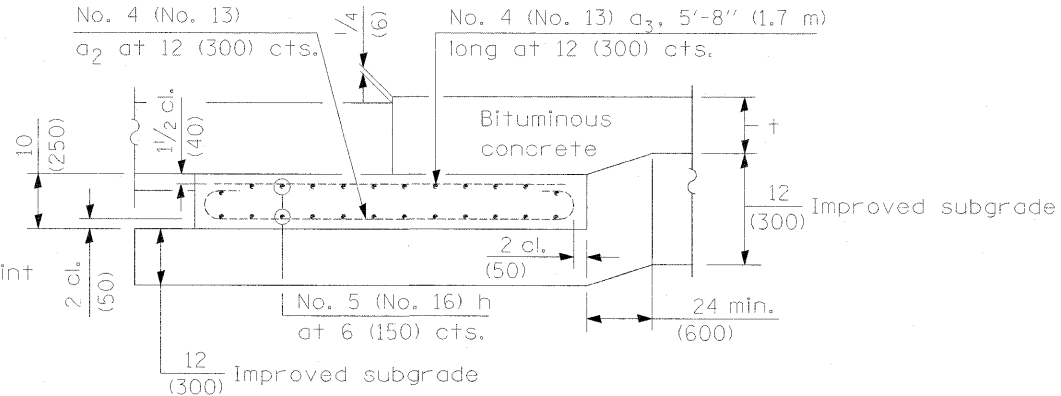 No. 4 (No. 13)
a2 at 12 (300) cts.
1/4
(6)
No. 4 (No. 13) a3, 5'-8" (1.7 m)
long at 12 (300) cts.
10
(250)
1 1/2 cl.
(40)
Bituminous
concrete
t
12
(300)
Improved subgrade
int
2 cl.
(50)
2 cl.
(50)
No. 5 (No. 16) h
at 6 (150) cts.
24 min.
(600)
12
(300)
Improved subgrade